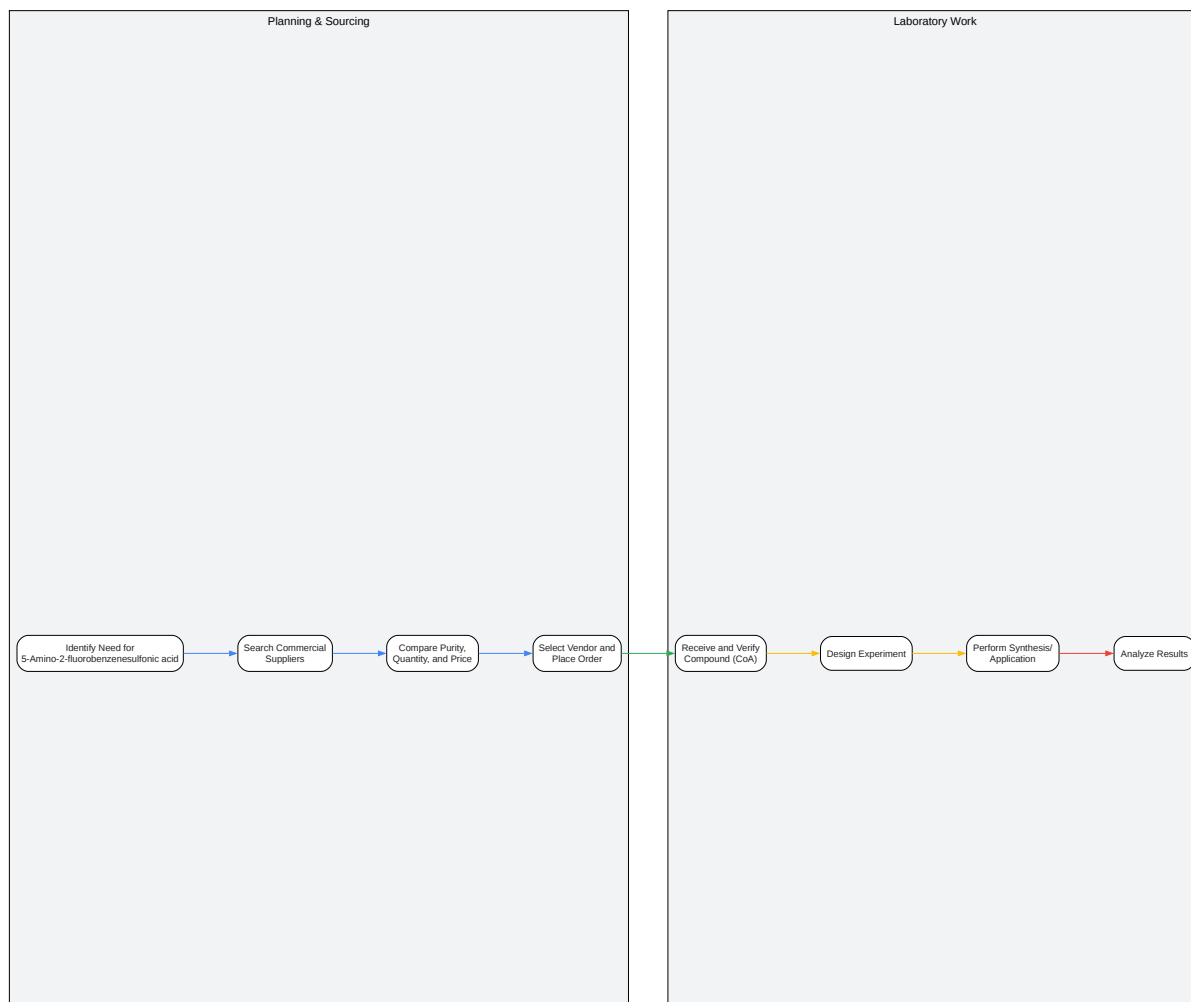 Planning & Sourcing
Laboratory Work
Identify Need for
5-Amino-2-fluorobenzenesulfonic acid
Search Commercial
Suppliers
Compare Purity,
Quantity, and Price
Select Vendor and
Place Order
Receive and Verify
Compound (CoA)
Design Experiment
Perform Synthesis/
Application
Analyze Results